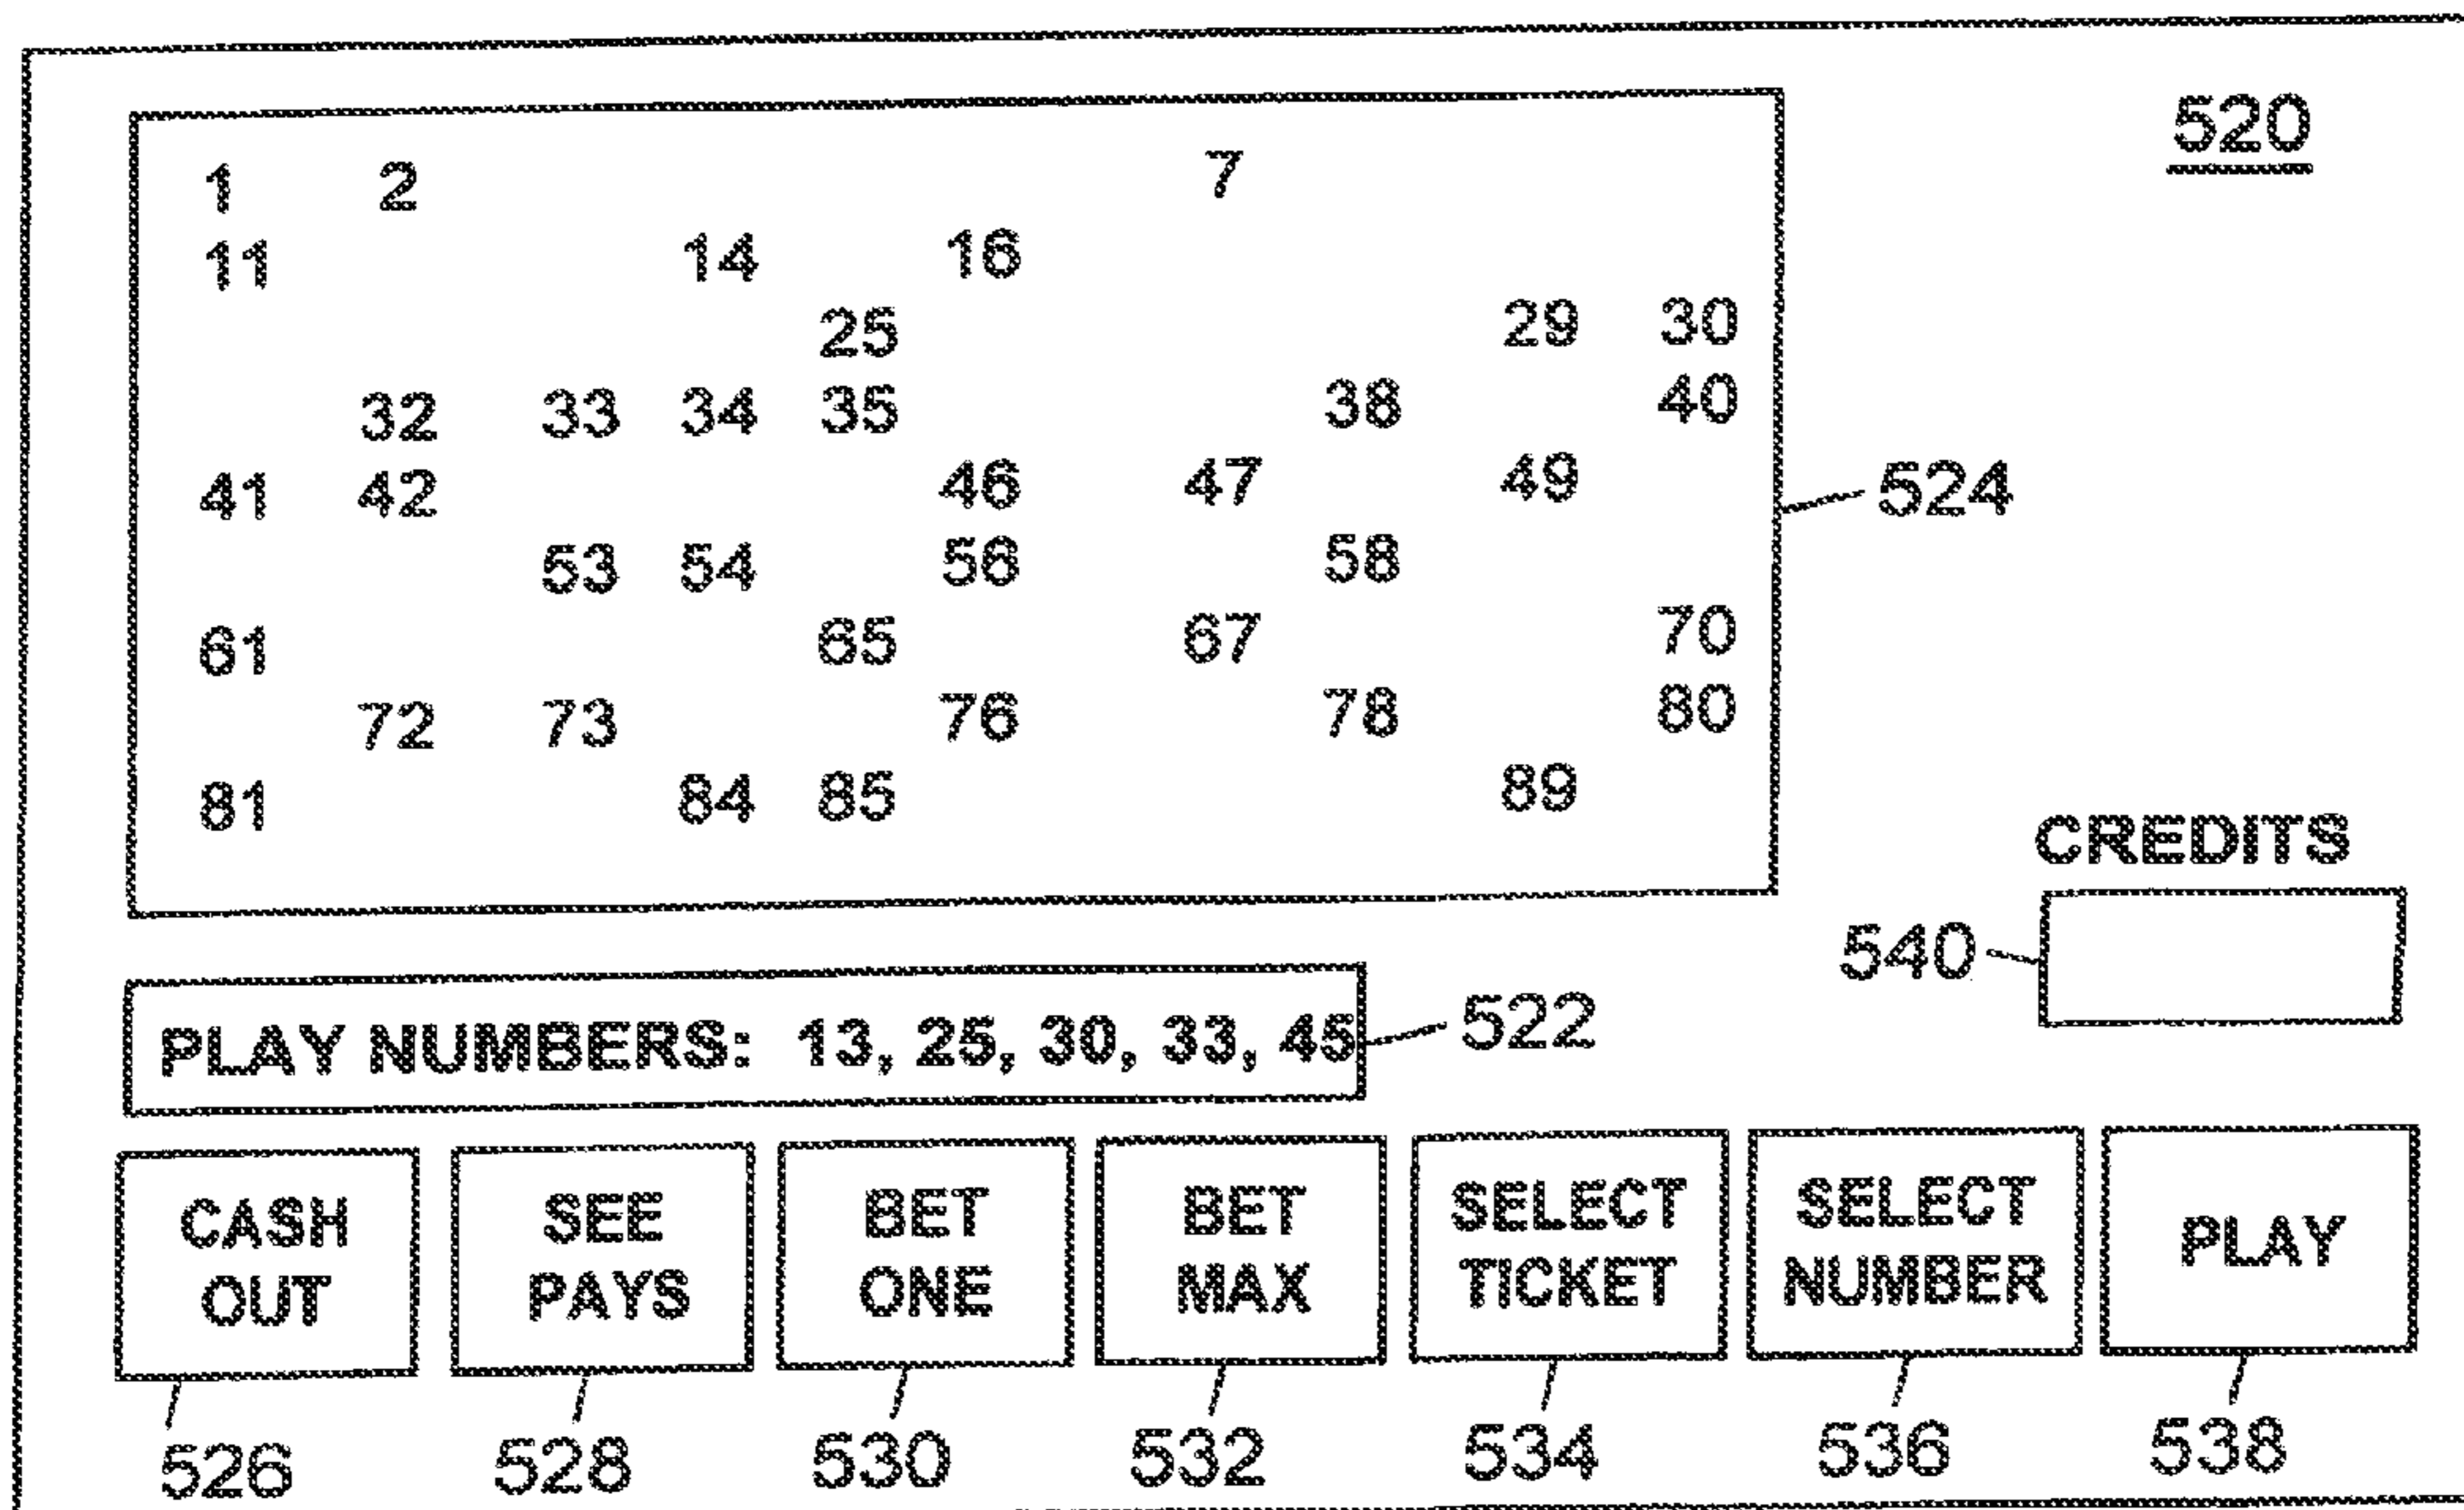 520
1 2 7
11 14 16
25 29 30
32 33 34 35 38 40
41 42 46 47 49
524
53 54 56 58
61 65 67 70
72 73 76 78 80
81 84 85 89
CREDITS
540
PLAY NUMBERS: 13, 25, 30, 33, 45
522
CASH
OUT
SEE
PAYS
BET
ONE
BET
MAX
SELECT
TICKET
SELECT
NUMBER
PLAY
526 528 530 532 534 536 538